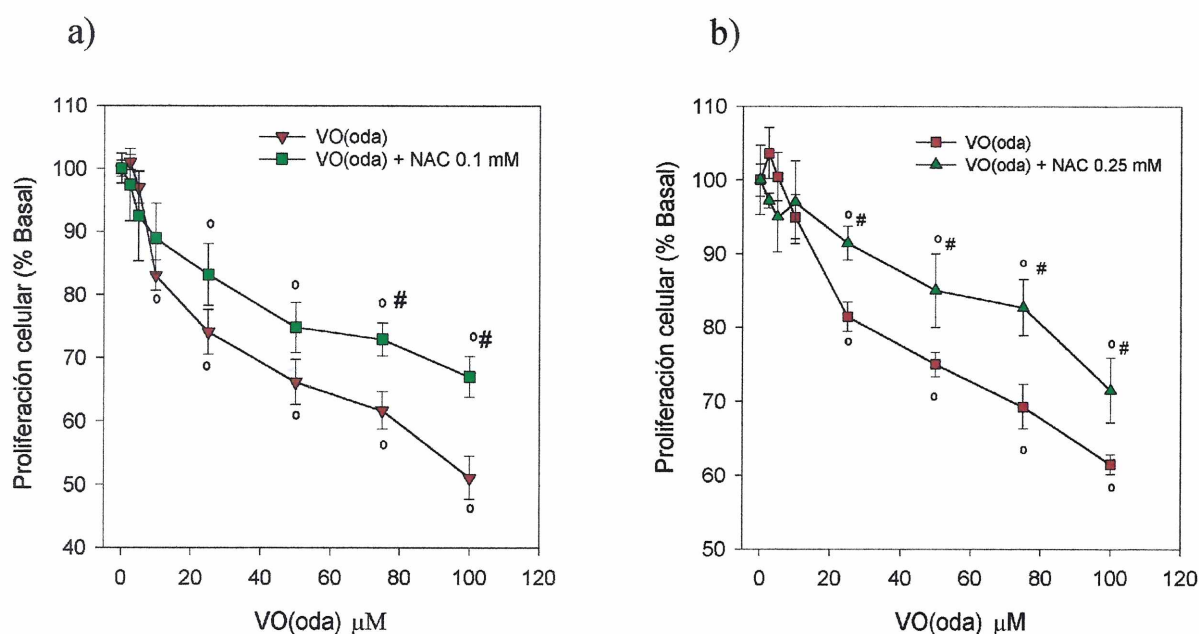 a)
110
100
90
80
70
60
50
40
Proliferación celular (% Basal)
VO(oda)
VO(oda) + NAC 0.1 mM
o
o
o #
o#
o
o
o
o
o
0 20 40 60 80 100 120
VO(oda) μM
b)
110
100
90
80
70
60
50
Proliferación celular (% Basal)
VO(oda)
VO(oda) + NAC 0.25 mM
o #
o #
o #
o #
o
o
o
o
0 20 40 60 80 100 120
VO(oda) μM